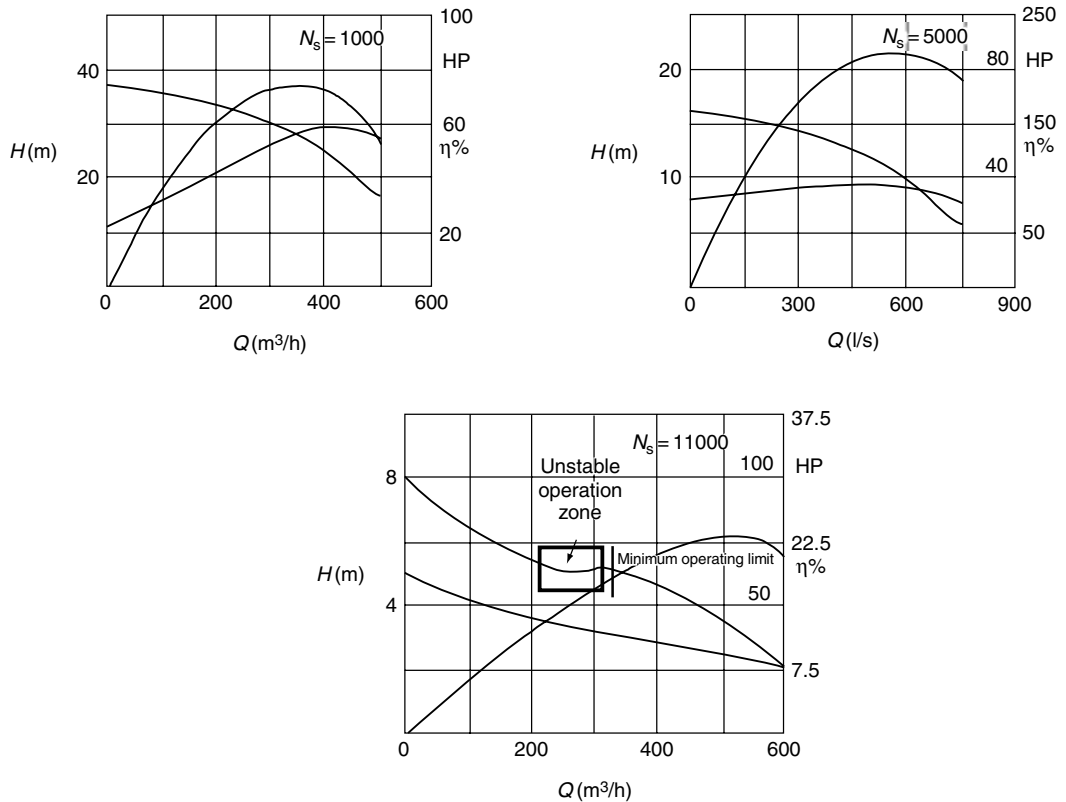 100
N_s = 1000
HP
40
60
η%
H (m)
20
20
0
200
400
600
Q (m³/h)
250
N_s = 5000
HP
80
20
150
η%
H (m)
40
10
50
0
300
600
900
Q (l/s)
37.5
N_s = 11000
100
HP
8
Unstable
operation
zone
22.5
Minimum operating limit
η%
H (m)
50
4
7.5
0
200
400
600
Q (m³/h)